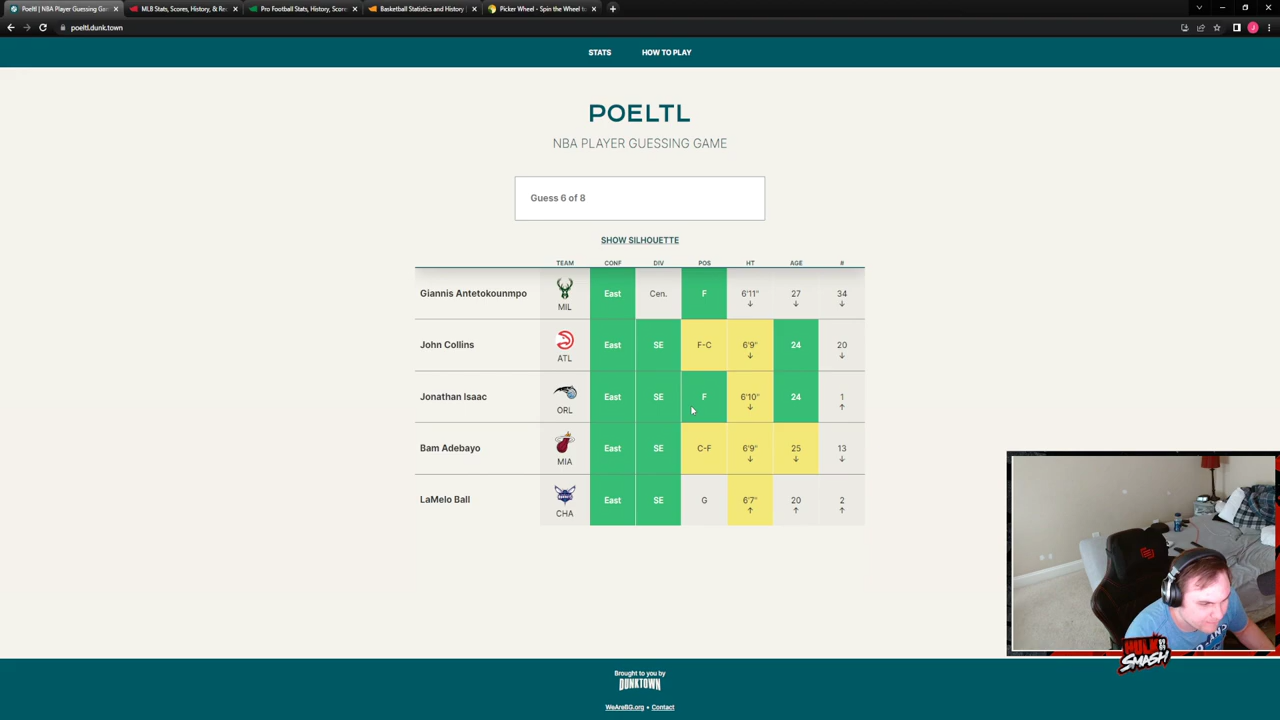 Poeltl | NBA Player Guessing Gam
MLB Stats, Scores, History, & Rec
Pro Football Stats, History, Score
Basketball Statistics and History
Picker Wheel - Spin the Wheel to
poeltl.dunk.town
STATS
HOW TO PLAY
POELTL
NBA PLAYER GUESSING GAME
Guess 6 of 8
SHOW SILHOUETTE
TEAM CONF DIV POS HT AGE #
Giannis Antetokounmpo MIL East Cen. F 6'11" ↓ 27 ↓ 34 ↓
John Collins ATL East SE F-C 6'9" ↓ 24 20 ↓
Jonathan Isaac ORL East SE F 6'10" ↓ 24 1 ↑
Bam Adebayo MIA East SE C-F 6'9" ↓ 25 ↓ 13 ↓
LaMelo Ball CHA East SE G 6'7" ↑ 20 ↑ 2 ↑
SMASH
Brought to you by
DUNKTOWN
WeAreBG.org • Contact